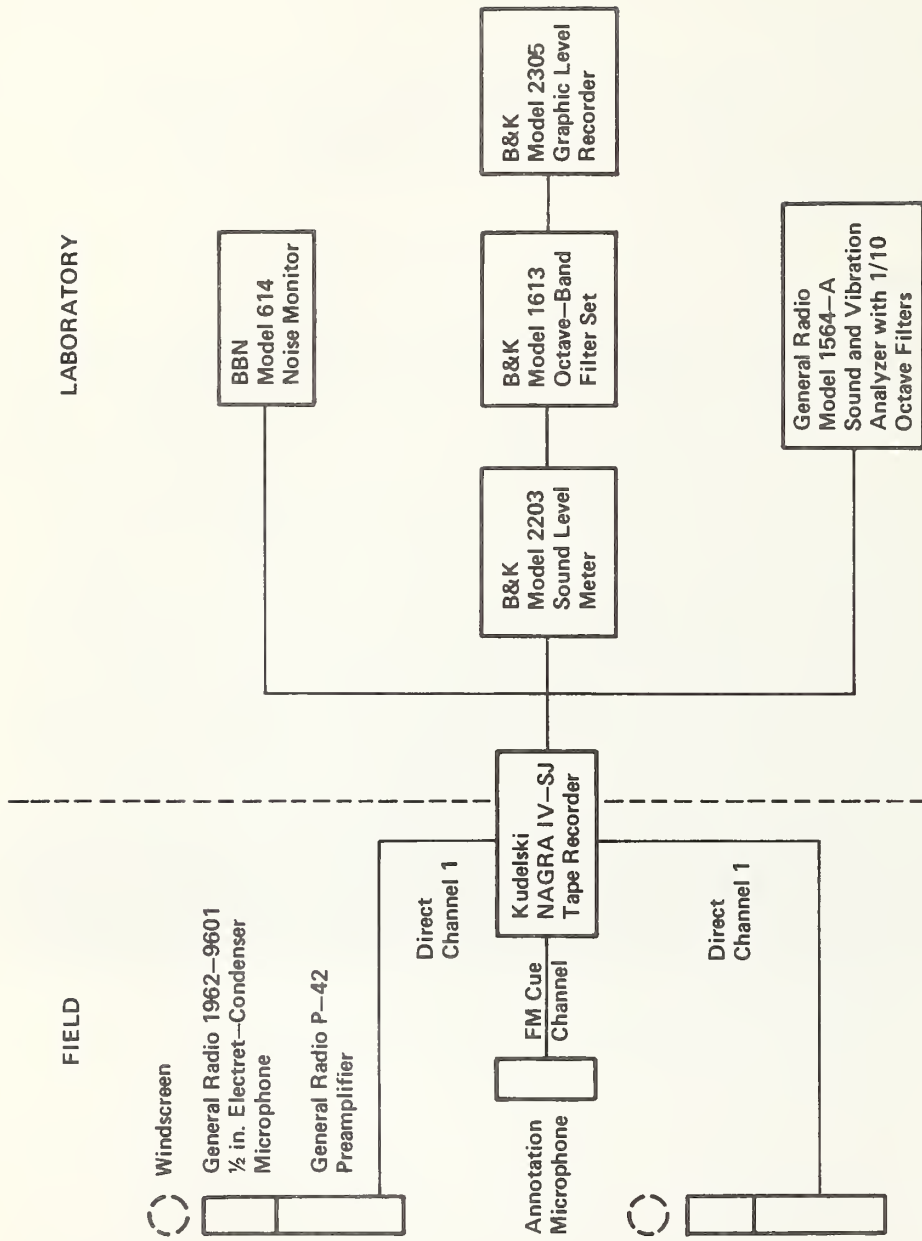 FIELD
LABORATORY
Windscreen
General Radio 1962–9601
½ in. Electret–Condenser
Microphone
General Radio P–42
Preamplifier
Direct
Channel 1
Annotation
Microphone
FM Cue
Channel
Kudelski
NAGRA IV–SJ
Tape Recorder
Direct
Channel 1
BBN
Model 614
Noise Monitor
B&K
Model 2203
Sound Level
Meter
B&K
Model 1613
Octave–Band
Filter Set
B&K
Model 2305
Graphic Level
Recorder
General Radio
Model 1564–A
Sound and Vibration
Analyzer with 1/10
Octave Filters